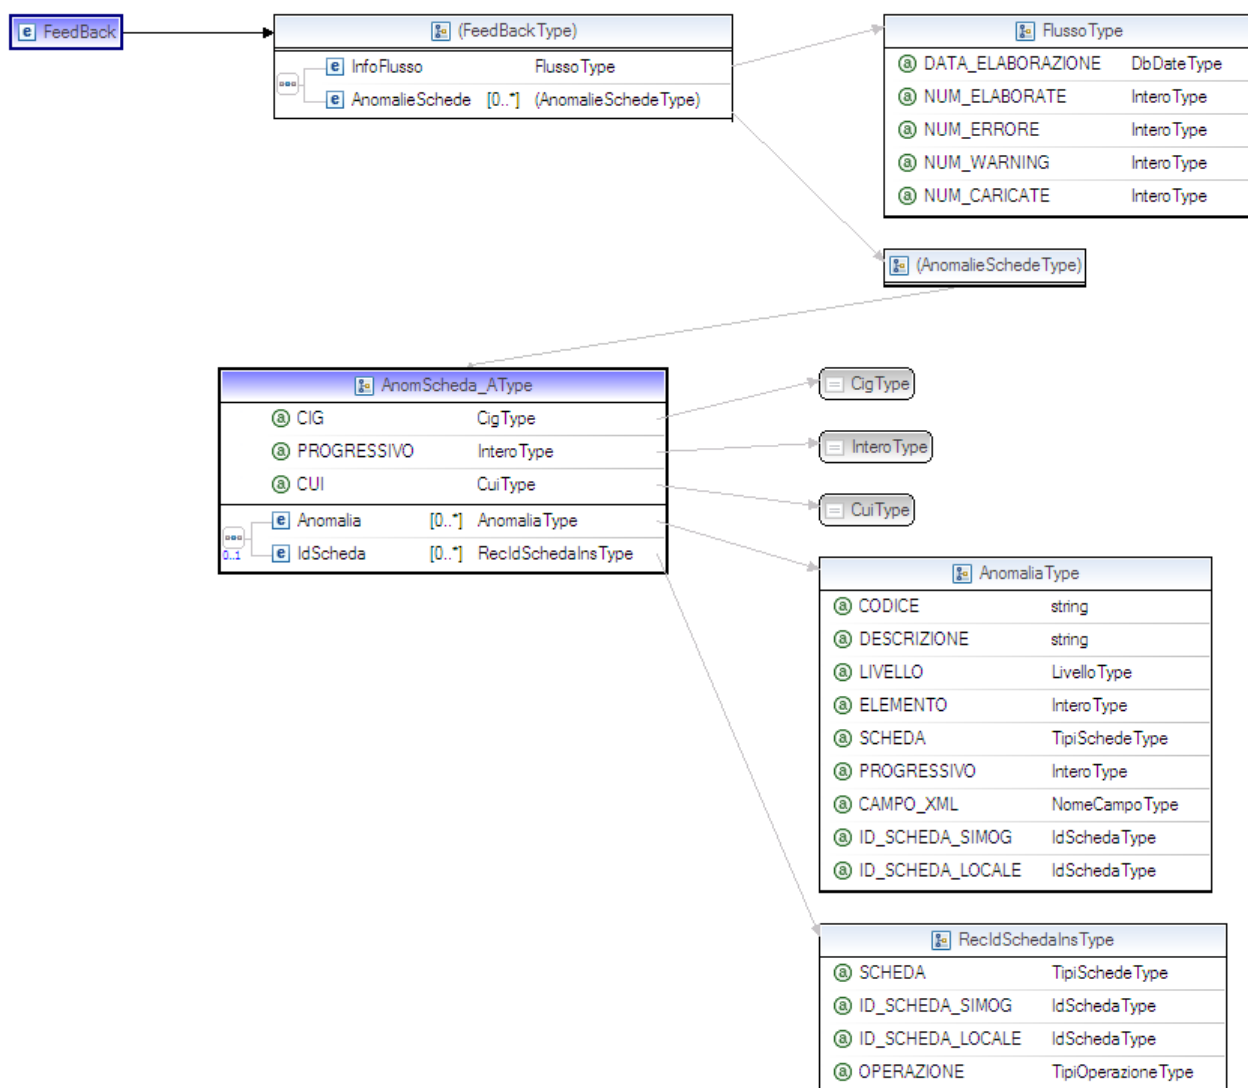 FeedBack
(FeedBackType)
InfoFlusso FlussoType
AnomalieSchede [0..*] (AnomalieSchedeType)
FlussoType
DATA_ELABORAZIONE DbDateType
NUM_ELABORATE InteroType
NUM_ERRORE InteroType
NUM_WARNING InteroType
NUM_CARICATE InteroType
(AnomalieSchedeType)
AnomScheda_AType
CIG CigType
PROGRESSIVO InteroType
CUI CuiType
0..1
Anomalia [0..*] AnomaliaType
IdScheda [0..*] RecIdSchedaInsType
CigType
InteroType
CuiType
AnomaliaType
CODICE string
DESCRIZIONE string
LIVELLO LivelloType
ELEMENTO InteroType
SCHEDA TipiSchedeType
PROGRESSIVO InteroType
CAMPO_XML NomeCampoType
ID_SCHEDA_SIMOG IdSchedaType
ID_SCHEDA_LOCALE IdSchedaType
RecIdSchedaInsType
SCHEDA TipiSchedeType
ID_SCHEDA_SIMOG IdSchedaType
ID_SCHEDA_LOCALE IdSchedaType
OPERAZIONE TipiOperazioneType